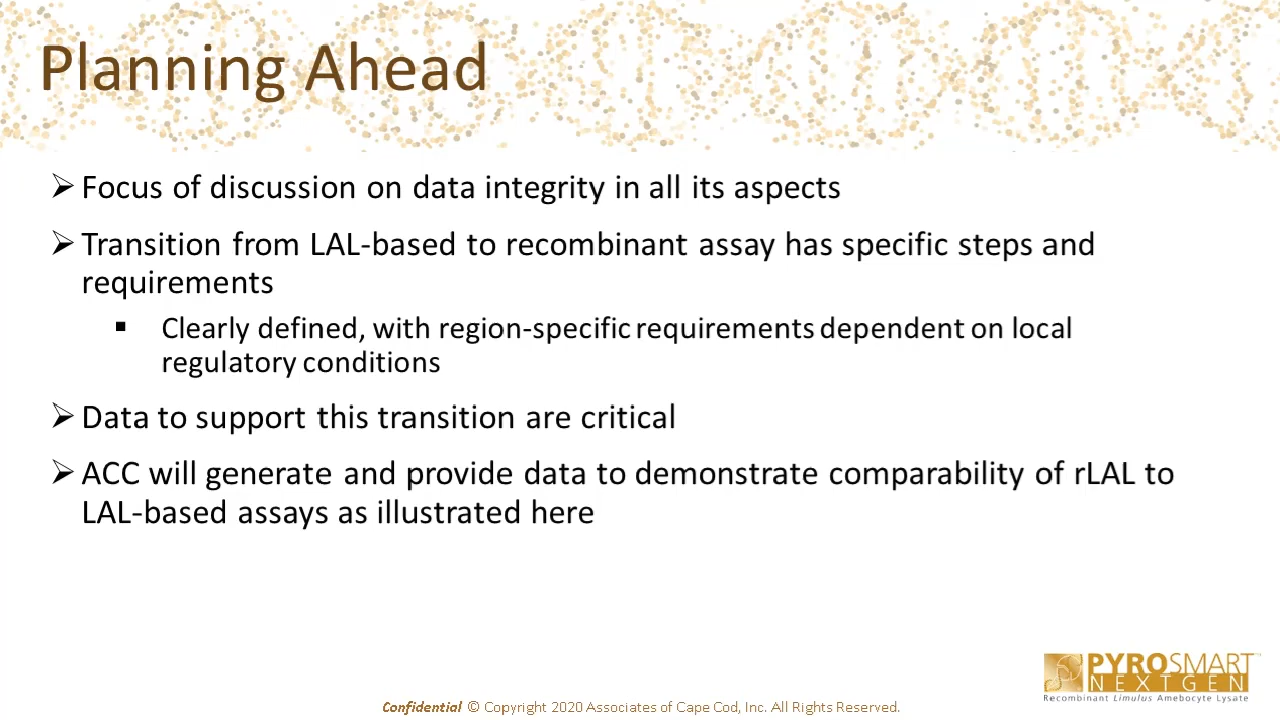 Planning Ahead
➢ Focus of discussion on data integrity in all its aspects
➢ Transition from LAL-based to recombinant assay has specific steps and
requirements
▪ Clearly defined, with region-specific requirements dependent on local
regulatory conditions
➢ Data to support this transition are critical
➢ ACC will generate and provide data to demonstrate comparability of rLAL to
LAL-based assays as illustrated here
PYROSMART™
NEXTGEN
Recombinant Limulus Amebocyte Lysate
Confidential © Copyright 2020 Associates of Cape Cod, Inc. All Rights Reserved.